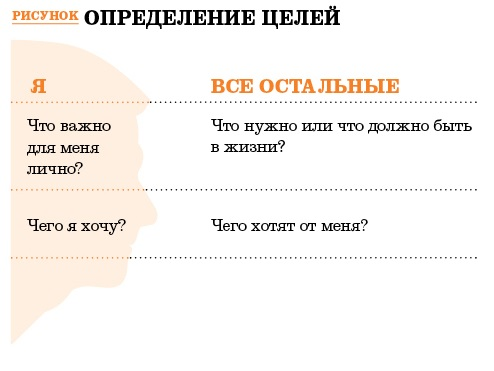 РИСУНОК ОПРЕДЕЛЕНИЕ ЦЕЛЕЙ
Я
ВСЕ ОСТАЛЬНЫЕ
Что важно
для меня
лично?
Что нужно или что должно быть
в жизни?
Чего я хочу?
Чего хотят от меня?